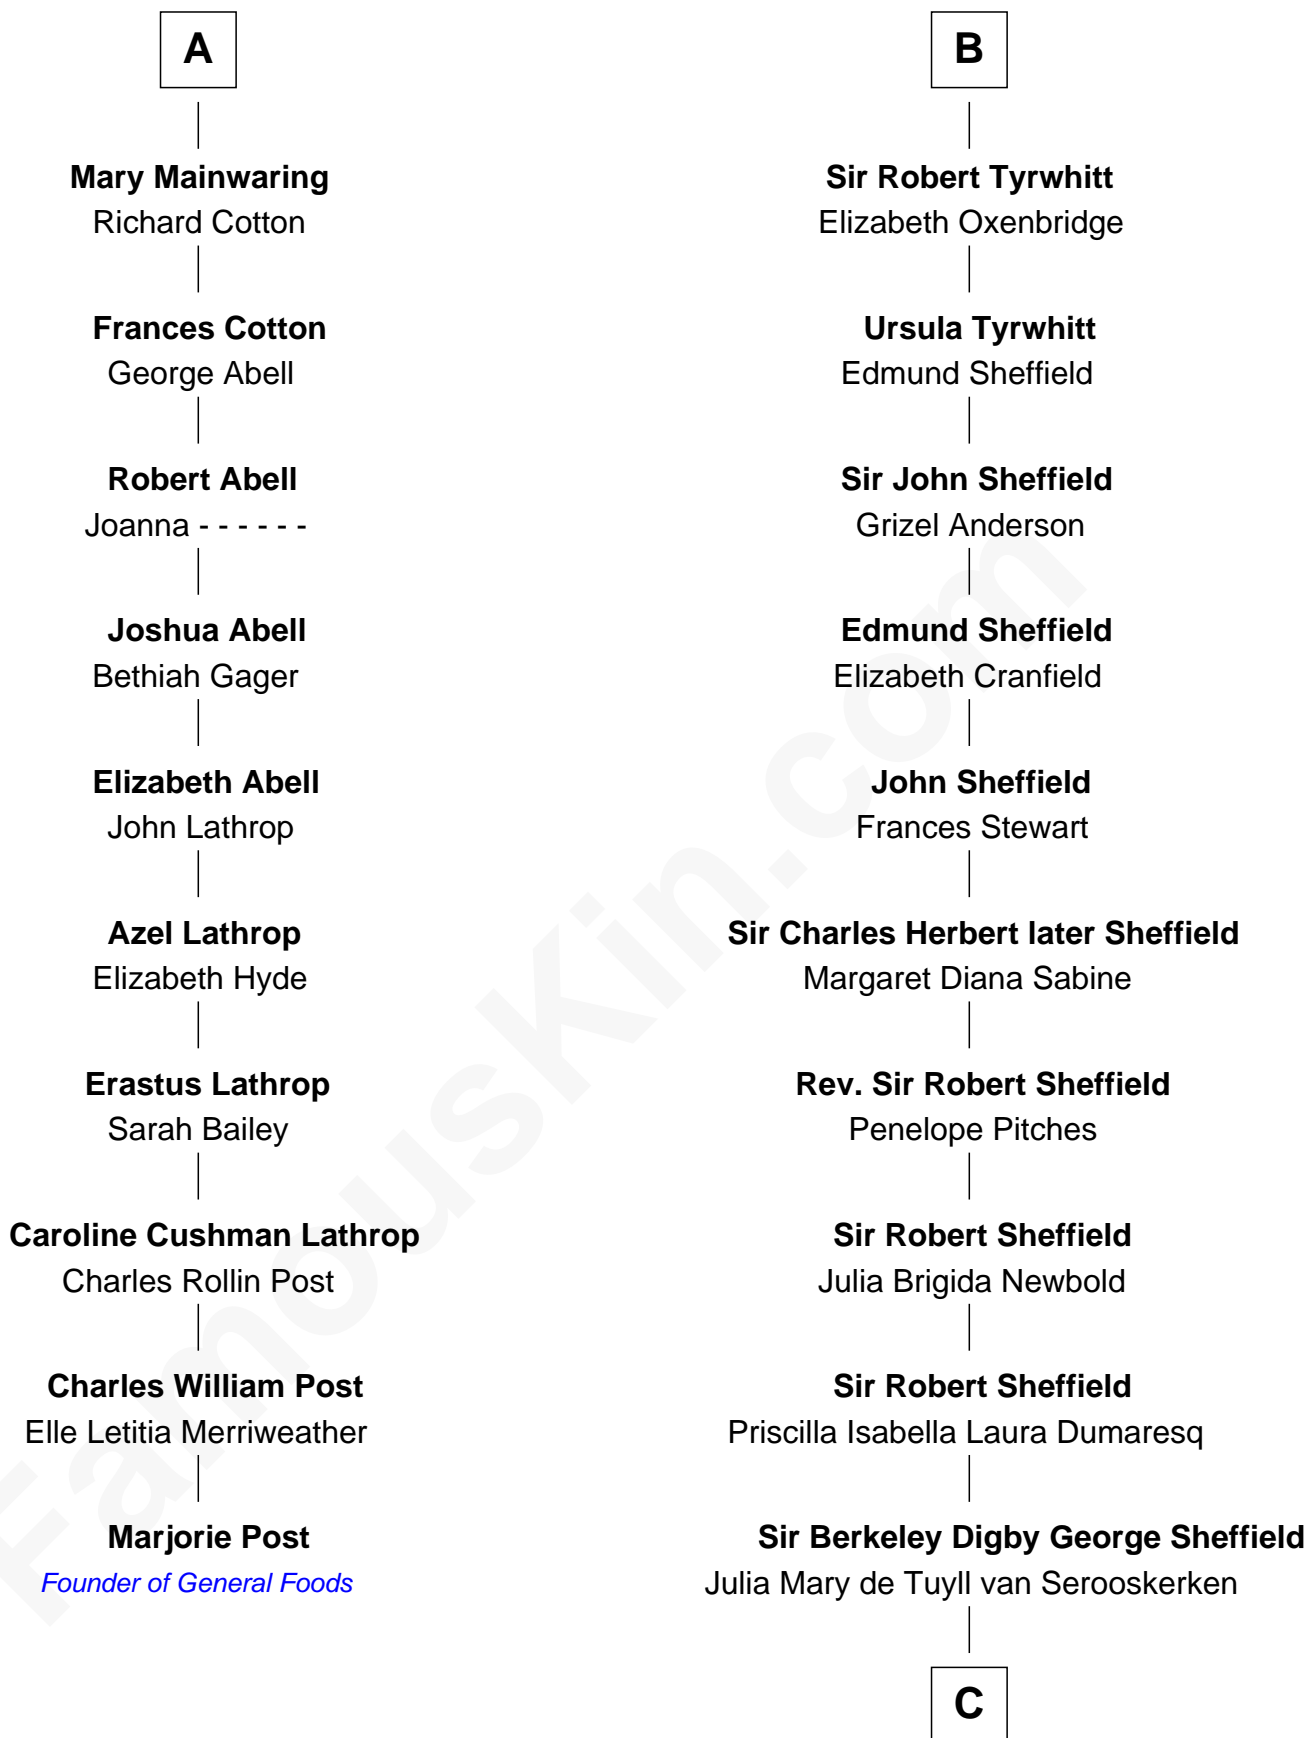 A
Mary Mainwaring
Richard Cotton
Frances Cotton
George Abell
Robert Abell
Joanna - - - - - -
Joshua Abell
Bethiah Gager
Elizabeth Abell
John Lathrop
Azel Lathrop
Elizabeth Hyde
Erastus Lathrop
Sarah Bailey
Caroline Cushman Lathrop
Charles Rollin Post
Charles William Post
Elle Letitia Merriweather
Marjorie Post
Founder of General Foods
B
Sir Robert Tyrwhitt
Elizabeth Oxenbridge
Ursula Tyrwhitt
Edmund Sheffield
Sir John Sheffield
Grizel Anderson
Edmund Sheffield
Elizabeth Cranfield
John Sheffield
Frances Stewart
Sir Charles Herbert later Sheffield
Margaret Diana Sabine
Rev. Sir Robert Sheffield
Penelope Pitches
Sir Robert Sheffield
Julia Brigida Newbold
Sir Robert Sheffield
Priscilla Isabella Laura Dumaresq
Sir Berkeley Digby George Sheffield
Julia Mary de Tuyll van Serooskerken
C
FamousKin.com